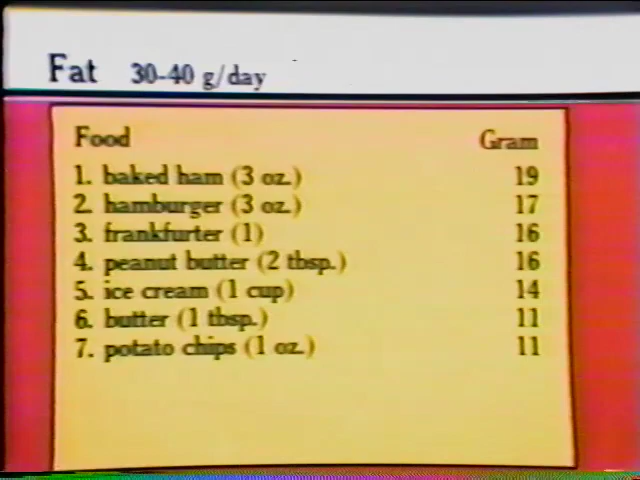 Fat 30-40 g/day
Food Gram
1. baked ham (3 oz.) 19
2. hamburger (3 oz.) 17
3. frankfurter (1) 16
4. peanut butter (2 tbsp.) 16
5. ice cream (1 cup) 14
6. butter (1 tbsp.) 11
7. potato chips (1 oz.) 11